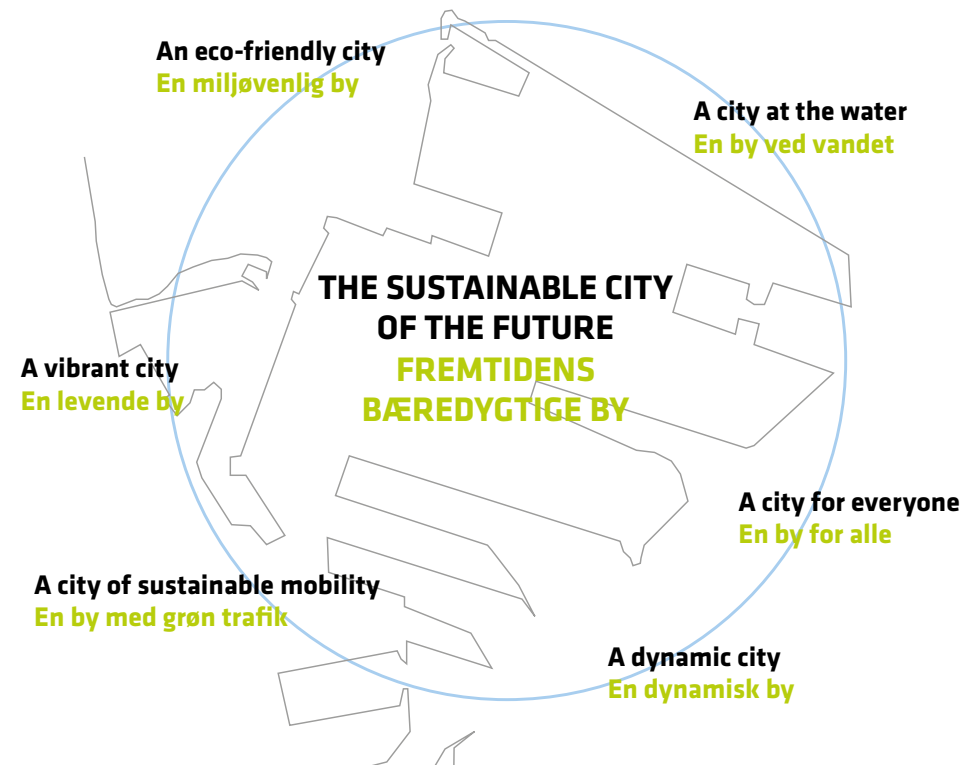 An eco-friendly city
En miljøvenlig by
A city at the water
En by ved vandet
THE SUSTAINABLE CITY
OF THE FUTURE
FREMTIDENS
BÆREDYGTIGE BY
A vibrant city
En levende by
A city for everyone
En by for alle
A city of sustainable mobility
En by med grøn trafik
A dynamic city
En dynamisk by